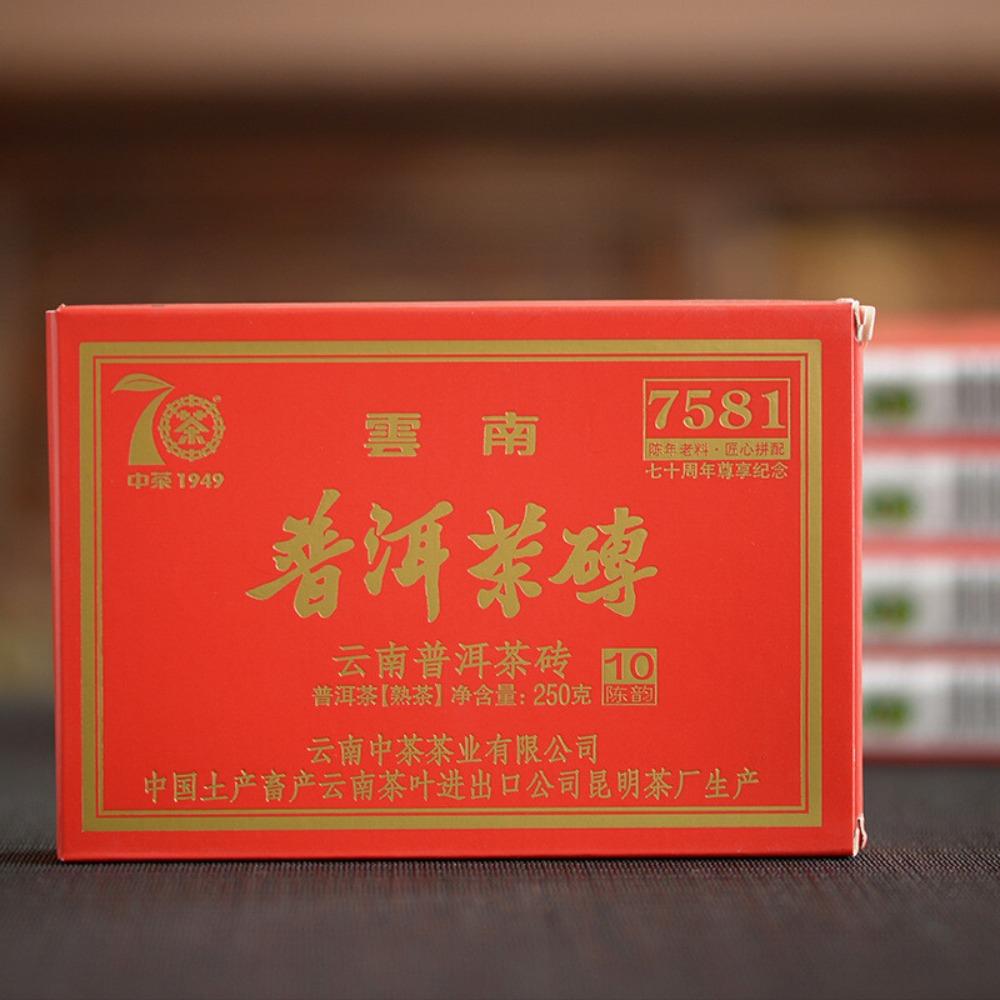 70
茶
中茶1949
雲南
7581
陈年老料·匠心拼配
七十周年尊享纪念
普洱茶磚
云南普洱茶砖
10
陈韵
普洱茶【熟茶】净含量：250克
云南中茶茶业有限公司
中国土产畜产云南茶叶进出口公司昆明茶厂生产